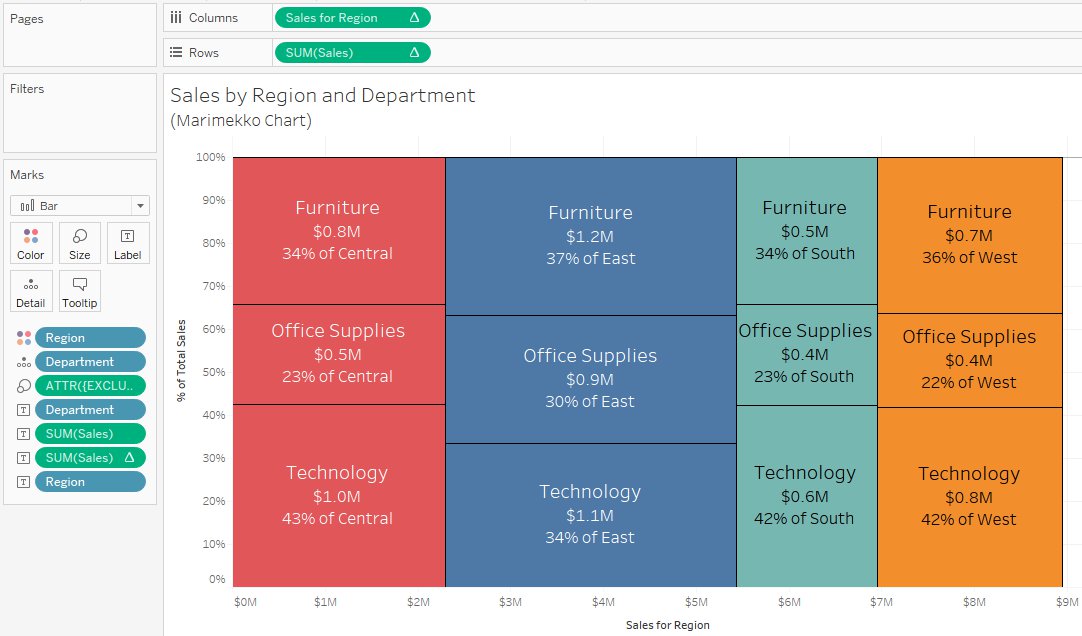 Pages
Columns
Sales for Region Δ
Rows
SUM(Sales) Δ
Filters
Marks
Bar
Color
Size
T
Label
Detail
Tooltip
Region
Department
ATTR({EXCLU..
T
Department
T
SUM(Sales)
T
SUM(Sales) Δ
T
Region
Sales by Region and Department
(Marimekko Chart)
% of Total Sales
100%
90%
80%
70%
60%
50%
40%
30%
20%
10%
0%
Furniture
$0.8M
34% of Central
Office Supplies
$0.5M
23% of Central
Technology
$1.0M
43% of Central
Furniture
$1.2M
37% of East
Office Supplies
$0.9M
30% of East
Technology
$1.1M
34% of East
Furniture
$0.5M
34% of South
Office Supplies
$0.4M
23% of South
Technology
$0.6M
42% of South
Furniture
$0.7M
36% of West
Office Supplies
$0.4M
22% of West
Technology
$0.8M
42% of West
$0M $1M $2M $3M $4M $5M $6M $7M $8M $9M
Sales for Region